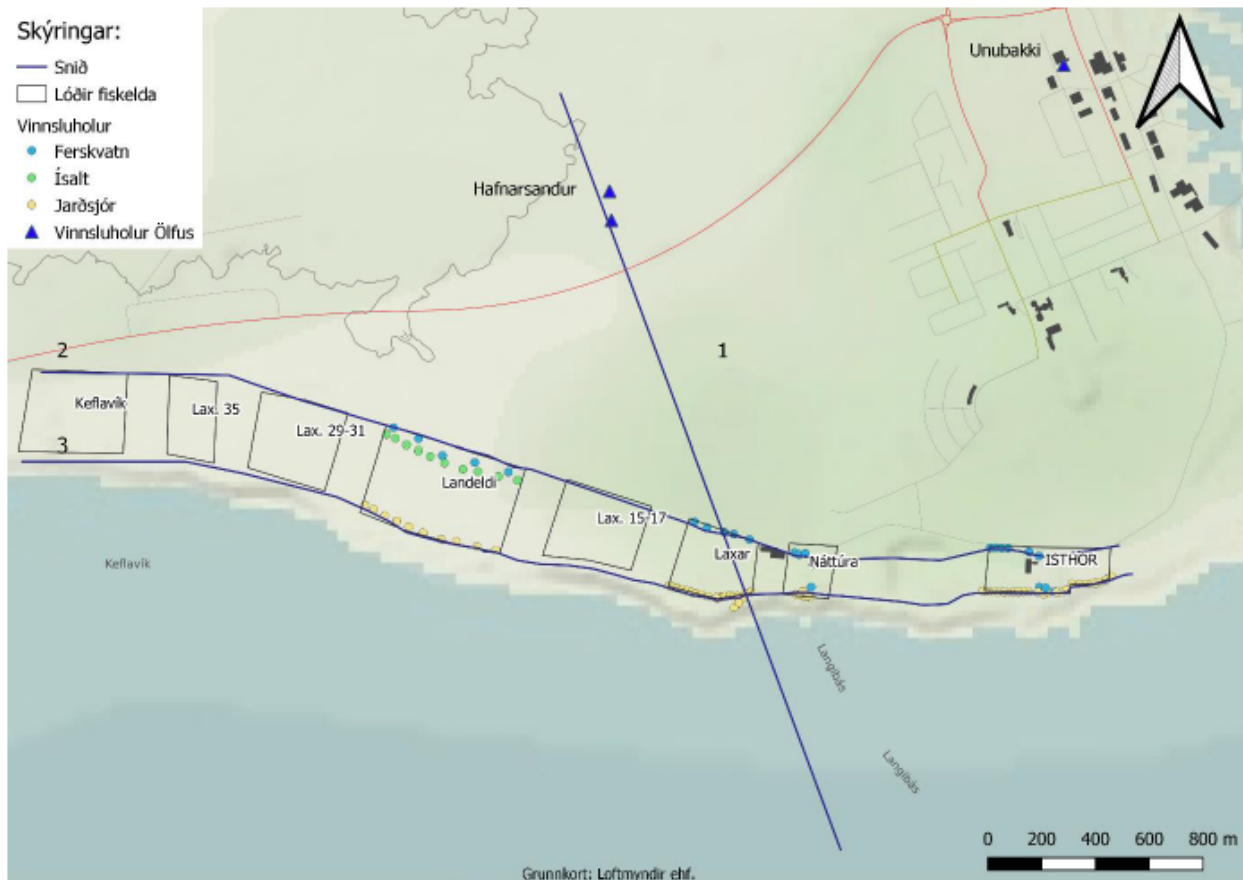 Skýringar:
Snið
Lóðir fiskelda
Vinnsluholur
Ferskvatn
Ísalt
Jarðsjór
Vinnsluholur Ölfus
Unubakki
Hafnarsandur
1
2
Keflavík
Lax. 35
Lax. 29-31
3
Landeldi
Lax. 15-17
Laxar
Náttúra
ISTHOR
Keflavík
Langibás
Langibás
0 200 400 600 800 m
Grunnkort: Loftmyndir ehf.